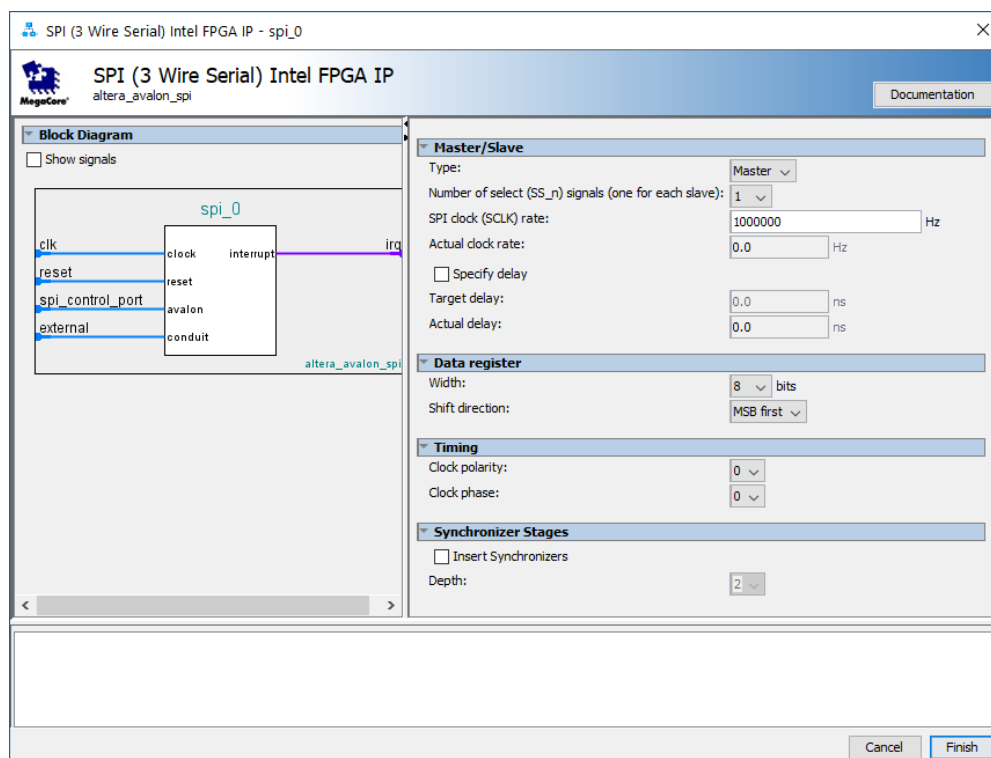 SPI (3 Wire Serial) Intel FPGA IP - spi_0
SPI (3 Wire Serial) Intel FPGA IP
altera_avalon_spi
MegaCore®
Documentation
Block Diagram
Show signals
spi_0
clk
clock
interrupt
irq
reset
reset
spi_control_port
avalon
external
conduit
altera_avalon_spi
Master/Slave
Type:
Master
Number of select (SS_n) signals (one for each slave):
1
SPI clock (SCLK) rate:
1000000
Hz
Actual clock rate:
0.0
Hz
Specify delay
Target delay:
0.0
ns
Actual delay:
0.0
ns
Data register
Width:
8
bits
Shift direction:
MSB first
Timing
Clock polarity:
0
Clock phase:
0
Synchronizer Stages
Insert Synchronizers
Depth:
2
Cancel
Finish